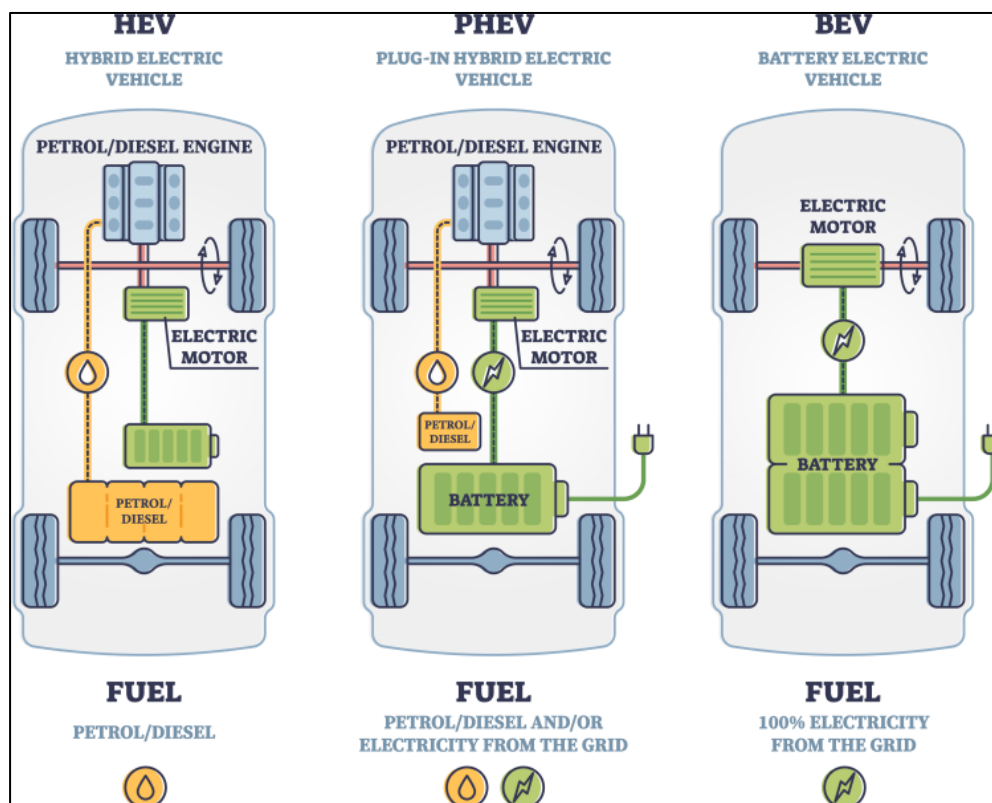 HEV
HYBRID ELECTRIC
VEHICLE
PETROL/DIESEL ENGINE
ELECTRIC
MOTOR
PETROL/
DIESEL
FUEL
PETROL/DIESEL
PHEV
PLUG-IN HYBRID ELECTRIC
VEHICLE
PETROL/DIESEL ENGINE
ELECTRIC
MOTOR
PETROL/
DIESEL
BATTERY
FUEL
PETROL/DIESEL AND/OR
ELECTRICITY FROM THE GRID
BEV
BATTERY ELECTRIC
VEHICLE
ELECTRIC
MOTOR
BATTERY
FUEL
100% ELECTRICITY
FROM THE GRID